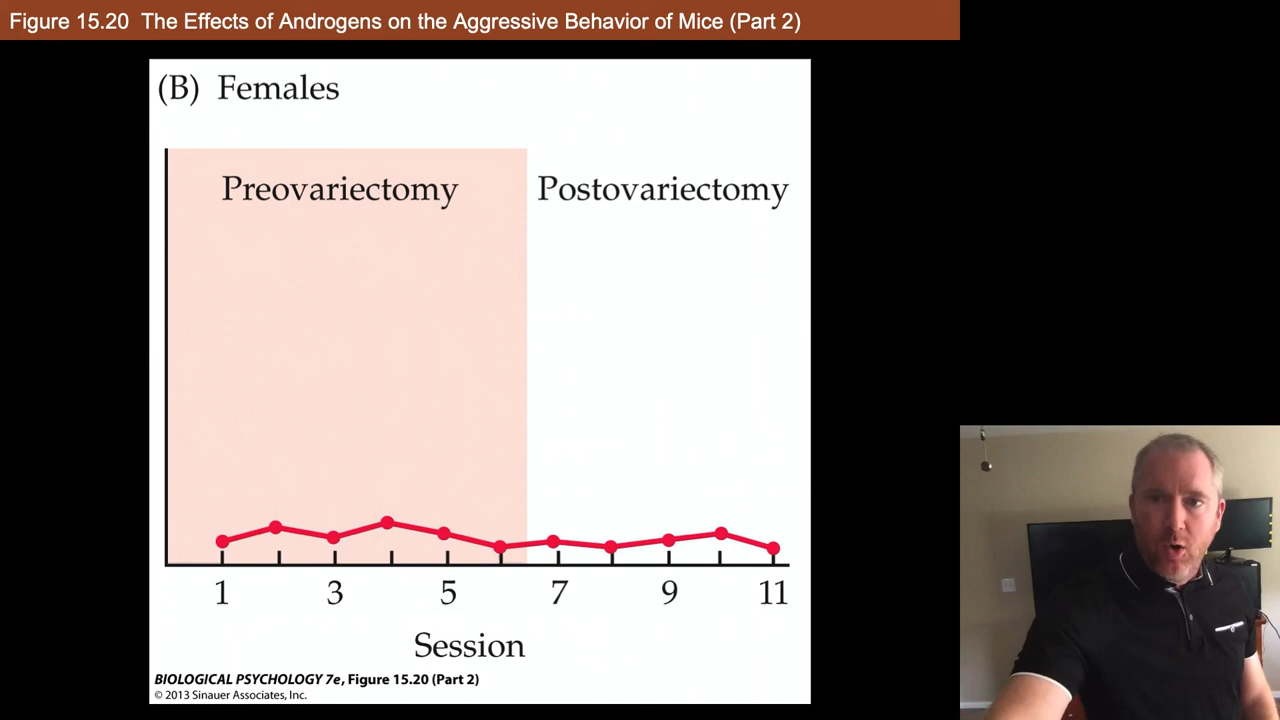 Figure 15.20 The Effects of Androgens on the Aggressive Behavior of Mice (Part 2)
(B) Females
Preovariectomy Postovariectomy
1 3 5 7 9 11
Session
BIOLOGICAL PSYCHOLOGY 7e, Figure 15.20 (Part 2)
© 2013 Sinauer Associates, Inc.